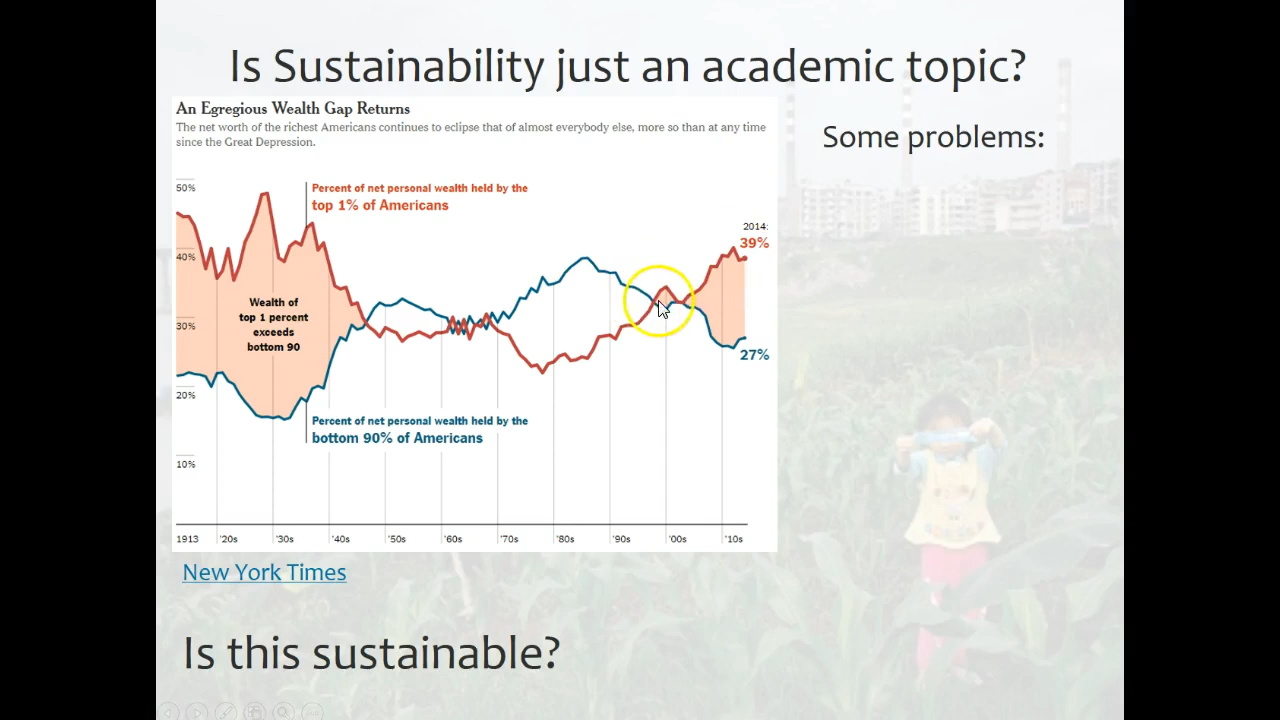 Is Sustainability just an academic topic?
An Egregious Wealth Gap Returns
The net worth of the richest Americans continues to eclipse that of almost everybody else, more so than at any time
since the Great Depression.
Some problems:
50%
Percent of net personal wealth held by the
top 1% of Americans
2014:
39%
40%
Wealth of
top 1 percent
exceeds
bottom 90
30%
27%
20%
Percent of net personal wealth held by the
bottom 90% of Americans
10%
1913 '20s '30s '40s '50s '60s '70s '80s '90s '00s '10s
New York Times
Is this sustainable?